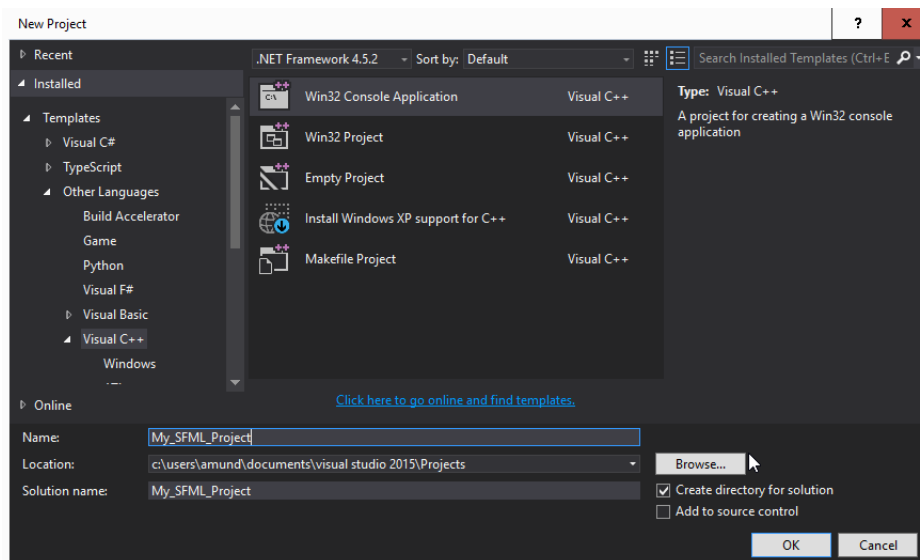 New Project
?
x
Recent
.NET Framework 4.5.2
Sort by: Default
Search Installed Templates (Ctrl+E
Installed
Templates
Visual C#
TypeScript
Other Languages
Build Accelerator
Game
Python
Visual F#
Visual Basic
Visual C++
Windows
Online
Win32 Console Application Visual C++
Win32 Project Visual C++
Empty Project Visual C++
Install Windows XP support for C++ Visual C++
Makefile Project Visual C++
Click here to go online and find templates.
Type: Visual C++
A project for creating a Win32 console
application
Name: My_SFML_Project
Location: c:\users\amund\documents\visual studio 2015\Projects
Browse...
Solution name: My_SFML_Project
Create directory for solution
Add to source control
OK Cancel